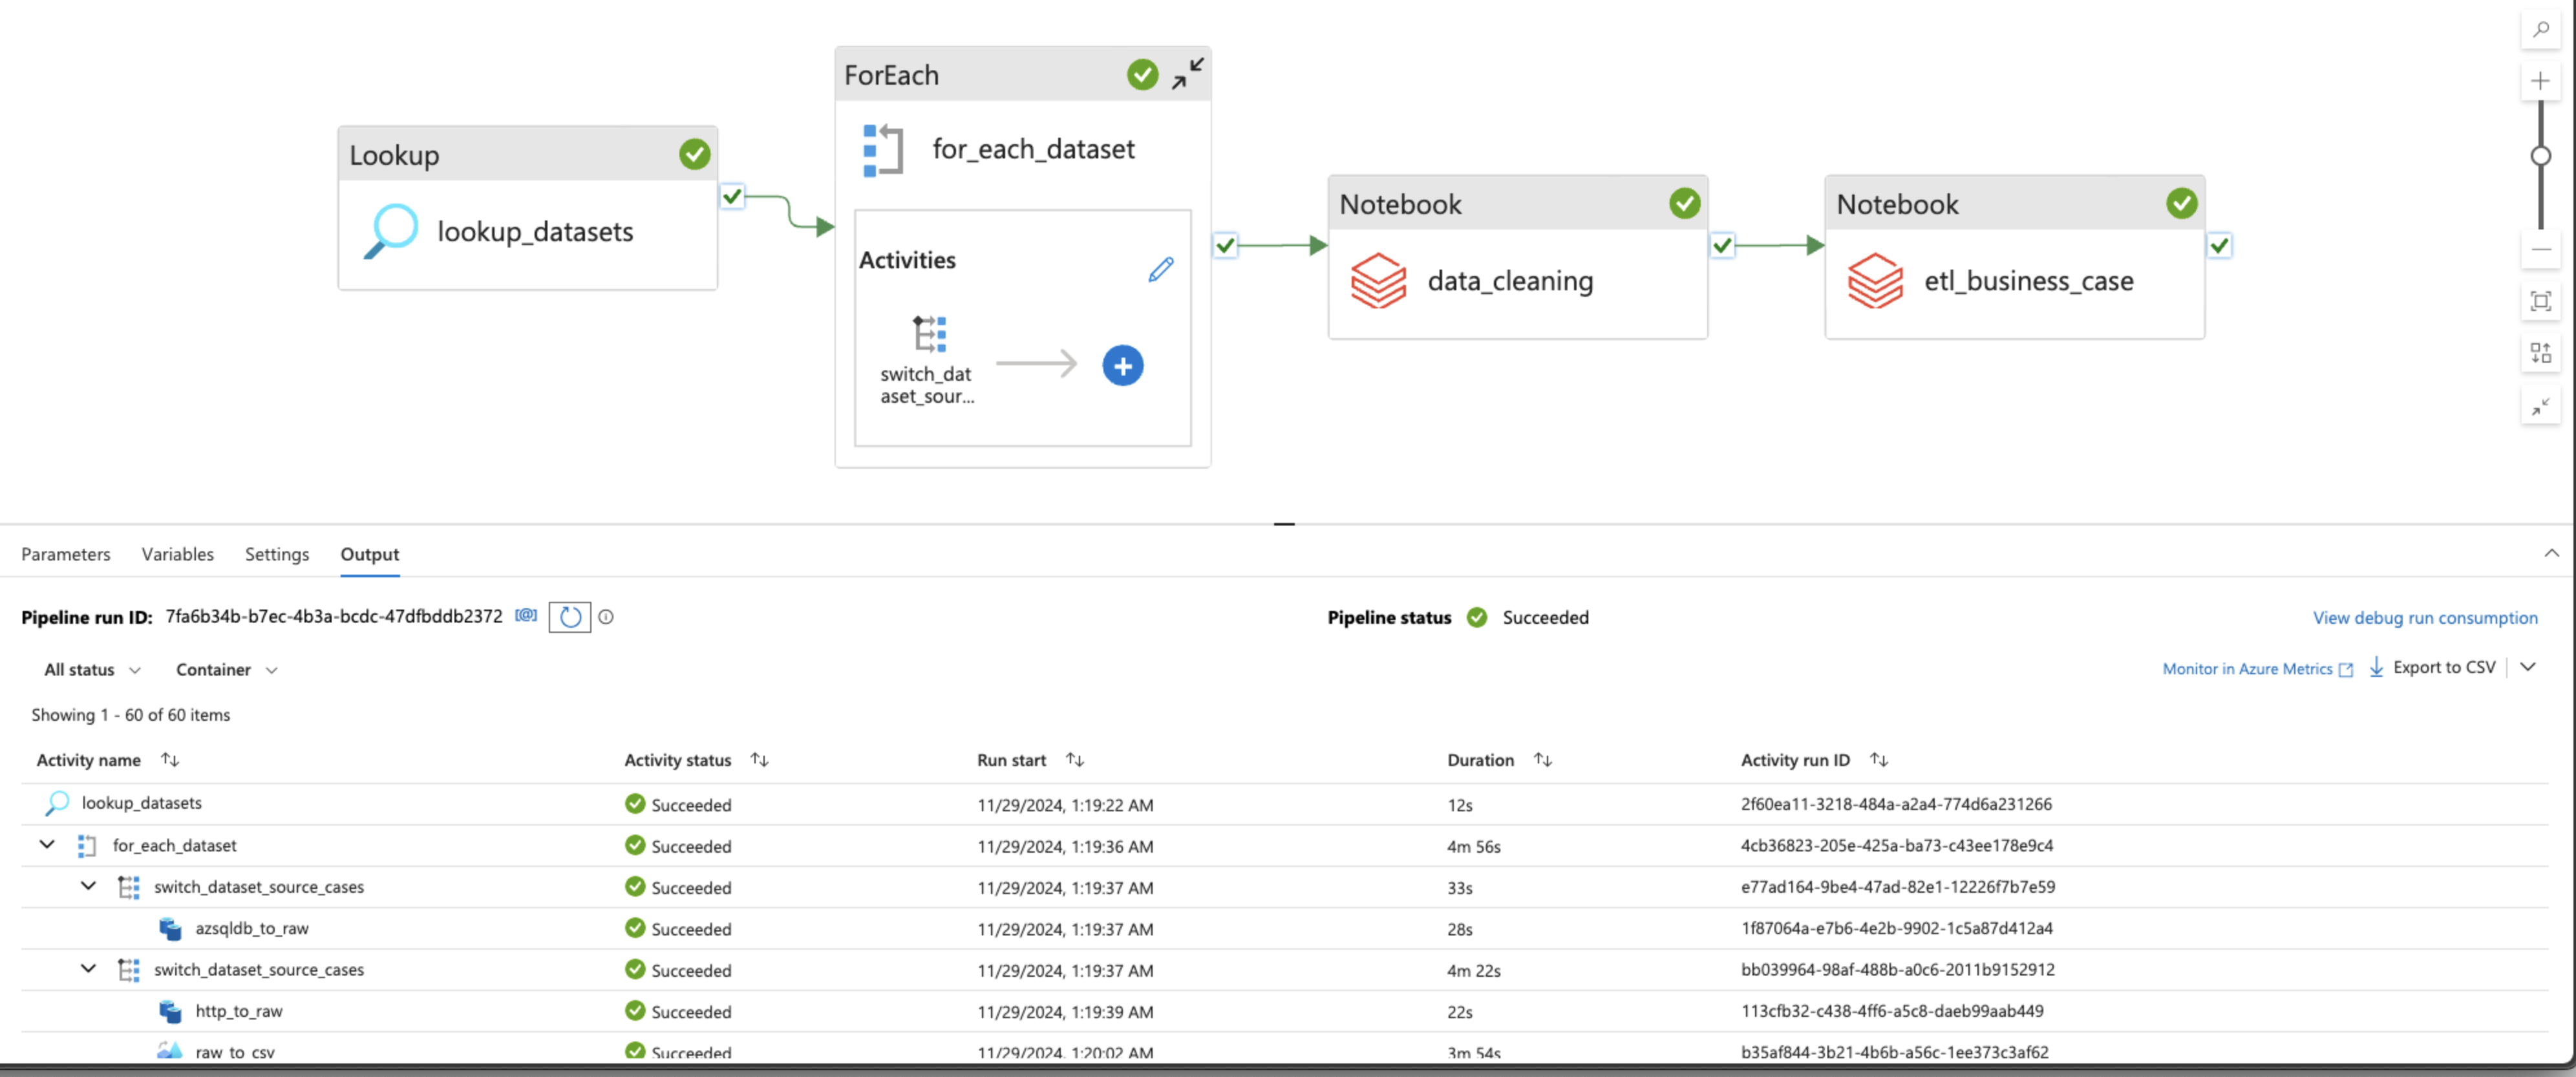 ForEach
Lookup
lookup_datasets
for_each_dataset
Activities
switch_dat
aset_sour...
Notebook
data_cleaning
Notebook
etl_business_case
Parameters Variables Settings Output
Pipeline run ID: 7fa6b34b-b7ec-4b3a-bcdc-47dfbddb2372 Pipeline status Succeeded View debug run consumption
All status Container Monitor in Azure Metrics Export to CSV
Showing 1 - 60 of 60 items
Activity name Activity status Run start Duration Activity run ID
lookup_datasets Succeeded 11/29/2024, 1:19:22 AM 12s 2f60ea11-3218-484a-a2a4-774d6a231266
for_each_dataset Succeeded 11/29/2024, 1:19:36 AM 4m 56s 4cb36823-205e-425a-ba73-c43ee178e9c4
switch_dataset_source_cases Succeeded 11/29/2024, 1:19:37 AM 33s e77ad164-9be4-47ad-82e1-12226f7b7e59
azsqldb_to_raw Succeeded 11/29/2024, 1:19:37 AM 28s 1f87064a-e7b6-4e2b-9902-1c5a87d412a4
switch_dataset_source_cases Succeeded 11/29/2024, 1:19:37 AM 4m 22s bb039964-98af-488b-a0c6-2011b9152912
http_to_raw Succeeded 11/29/2024, 1:19:39 AM 22s 113cfb32-c438-4ff6-a5c8-daeb99aab449
raw_to_csv Succeeded 11/29/2024, 1:20:02 AM 3m 54s b35af844-3b21-4b6b-a56c-1ee373c3af62